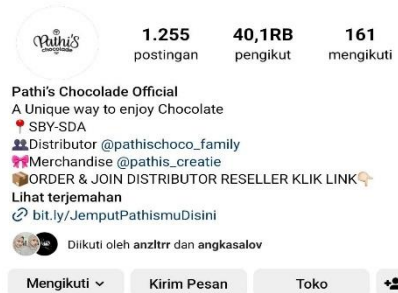 Pathi's
chocolade
1.255 40,1RB 161
postingan pengikut mengikuti
Pathi's Chocolade Official
A Unique way to enjoy Chocolate
📍SBY-SDA
👥Distributor @pathischoco_family
🎀Merchandise @pathis_creatie
📦ORDER & JOIN DISTRIBUTOR RESELLER KLIK LINK👇
Lihat terjemahan
bit.ly/JemputPathismuDisini
Diikuti oleh anzltrr dan angkasalov
Mengikuti Kirim Pesan Toko